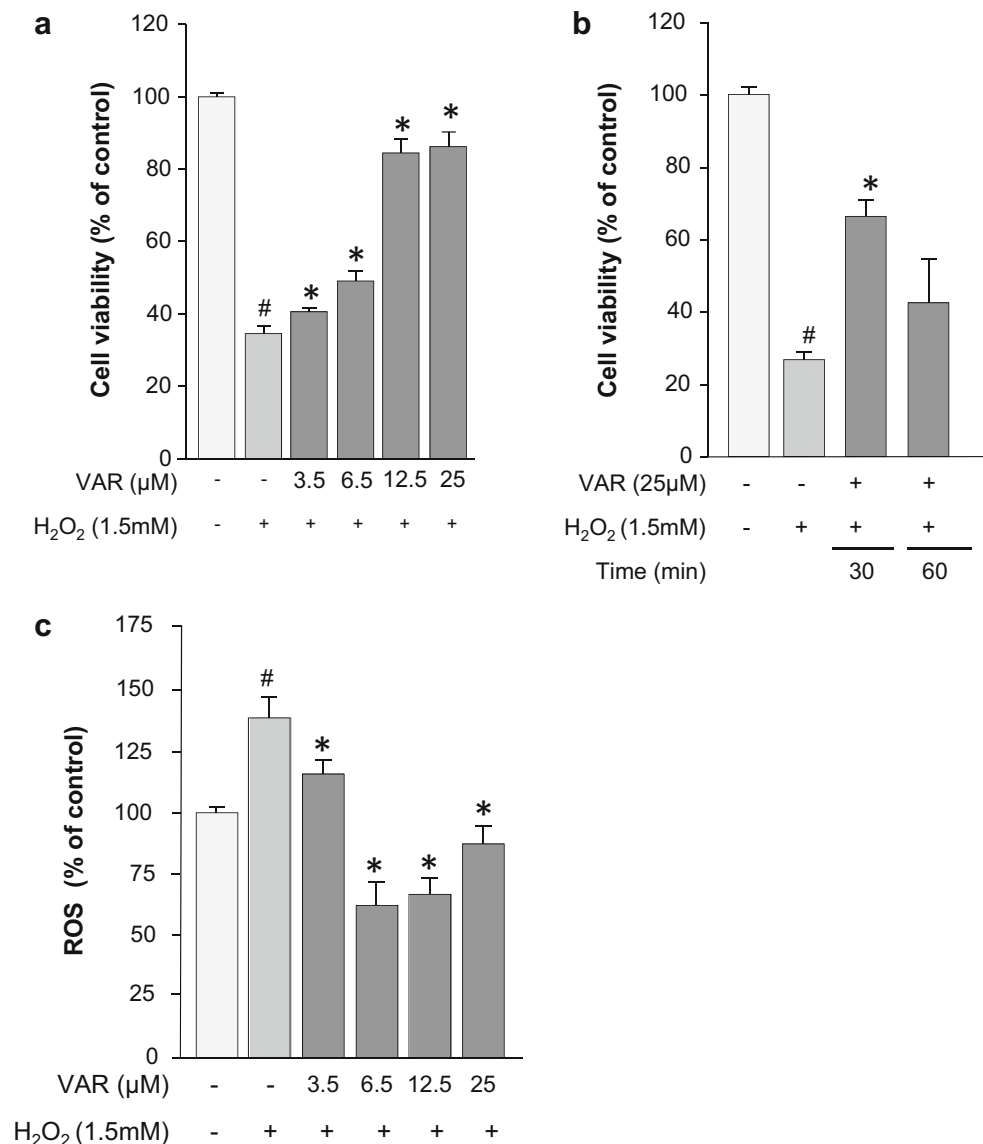 a
Cell viability (% of control)
120
100
80
60
40
20
0
#
*
*
*
*
VAR (µM) - - 3.5 6.5 12.5 25
H₂O₂ (1.5mM) - + + + + +
b
Cell viability (% of control)
120
100
80
60
40
20
0
#
*
VAR (25µM) - - + +
H₂O₂ (1.5mM) - + + +
Time (min) 30 60
c
ROS (% of control)
175
150
125
100
75
50
25
0
#
*
*
*
*
VAR (µM) - - 3.5 6.5 12.5 25
H₂O₂ (1.5mM) - + + + + +